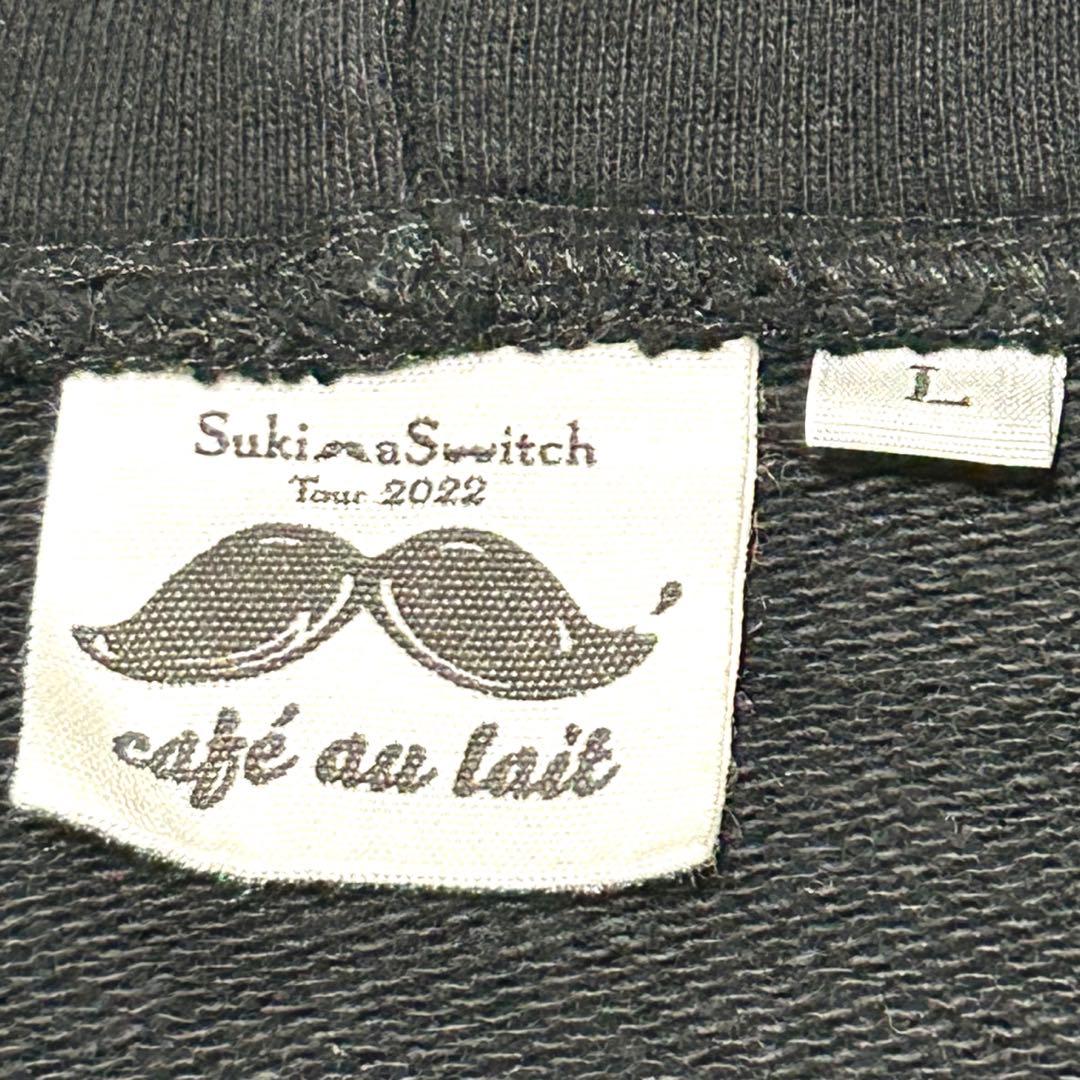 SukimaSwitch
Tour 2022
café au lait
L